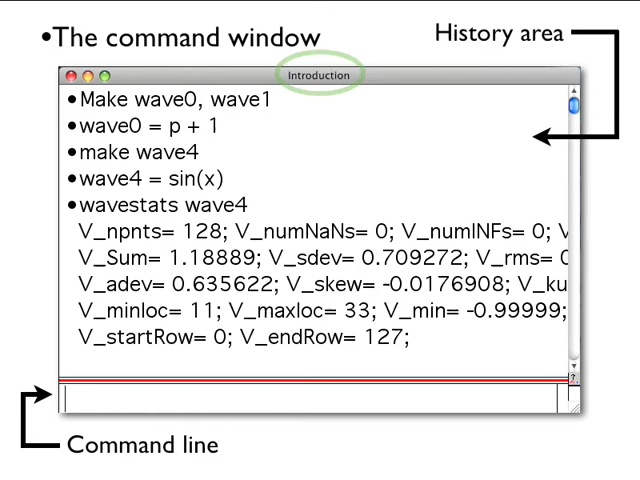 •The command window
History area
Introduction
•Make wave0, wave1
•wave0 = p + 1
•make wave4
•wave4 = sin(x)
•wavestats wave4
V_npnts= 128; V_numNaNs= 0; V_numINFs= 0; V
V_Sum= 1.18889; V_sdev= 0.709272; V_rms= 0
V_adev= 0.635622; V_skew= -0.0176908; V_ku
V_minloc= 11; V_maxloc= 33; V_min= -0.99999;
V_startRow= 0; V_endRow= 127;
?
Command line